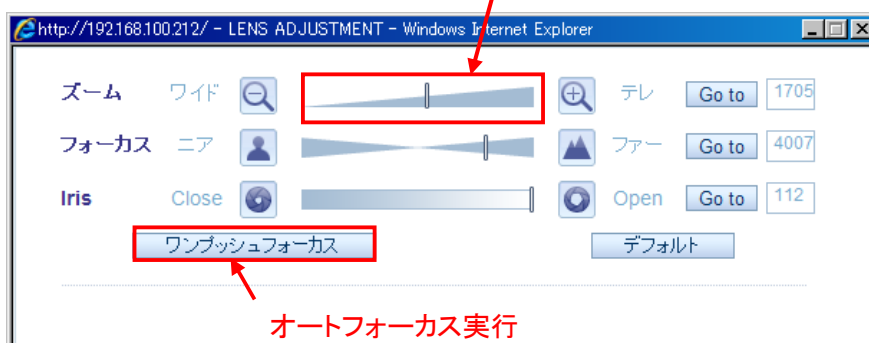 http://192.168.100.212/ - LENS ADJUSTMENT - Windows Internet Explorer
ズーム ワイド テレ Go to 1705
フォーカス ニア ファー Go to 4007
Iris Close Open Go to 112
ワンプッシュフォーカス デフォルト
オートフォーカス実行